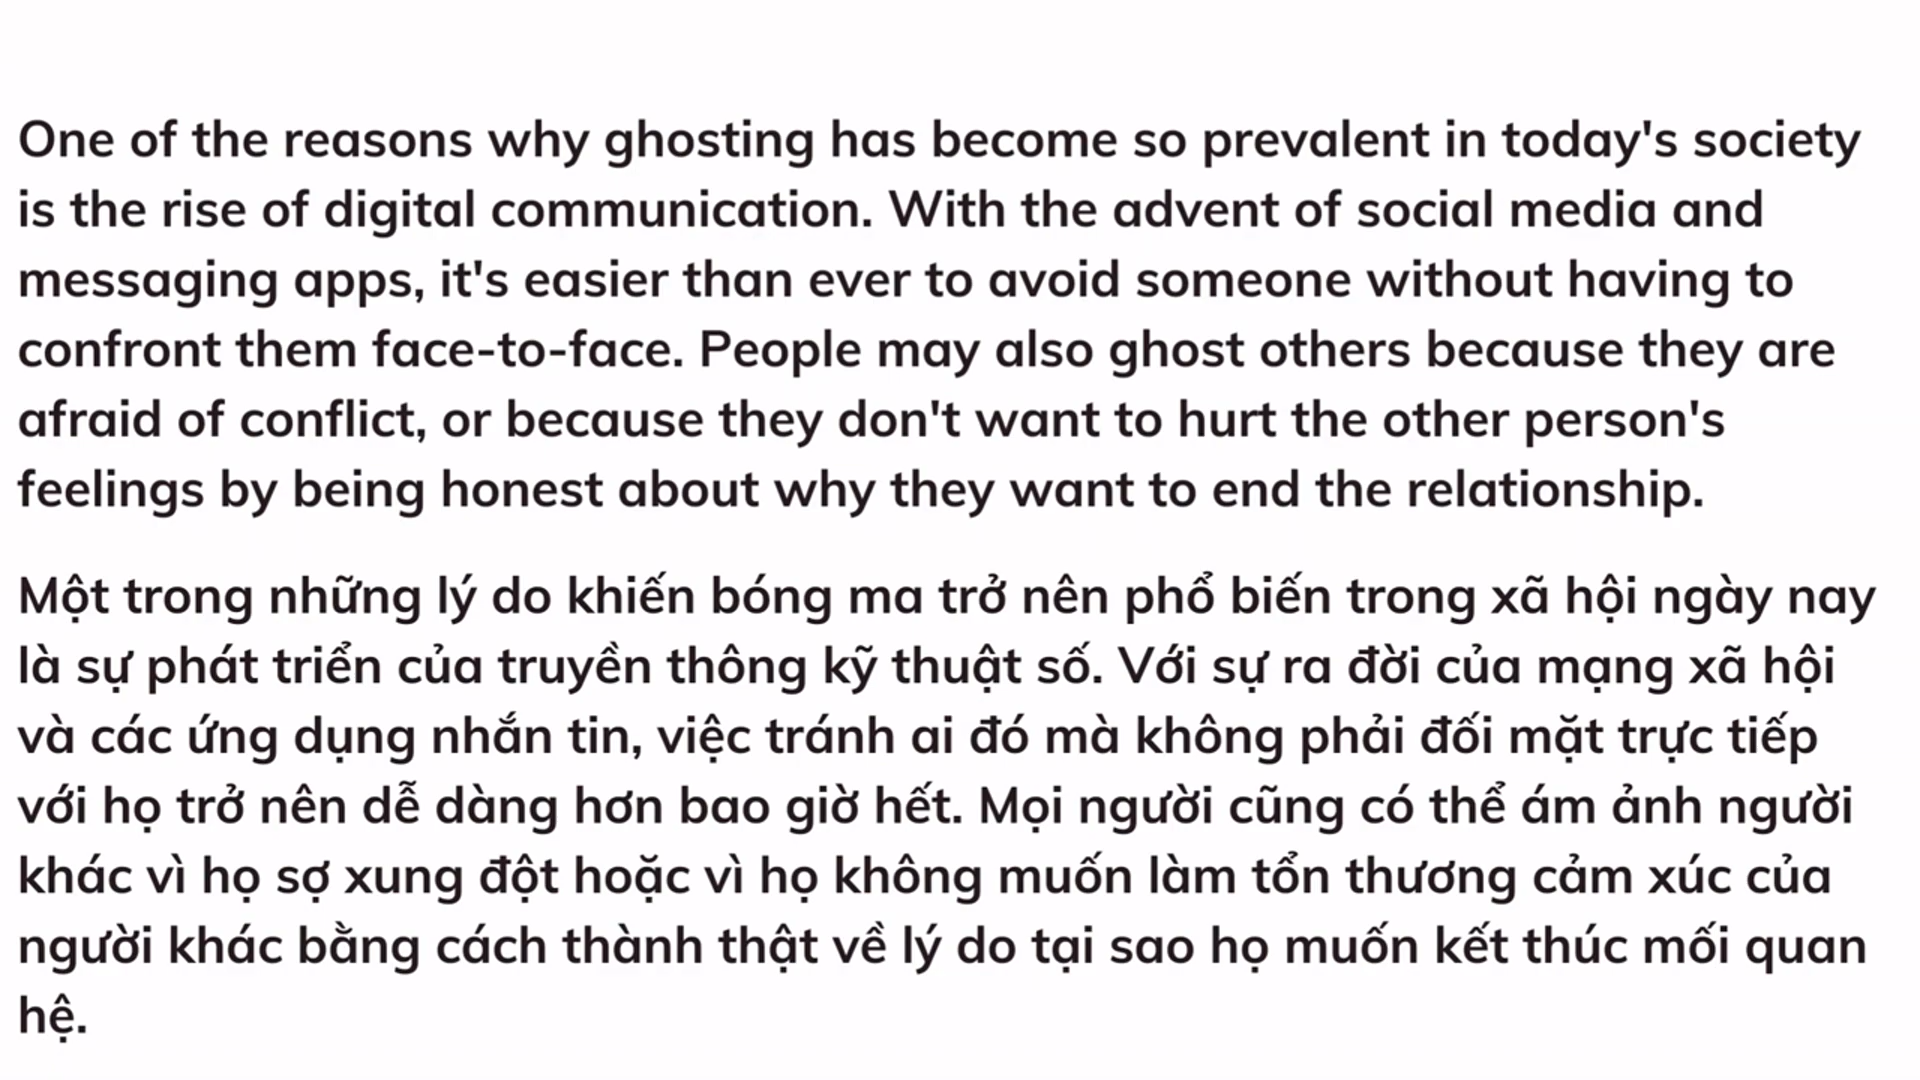 One of the reasons why ghosting has become so prevalent in today's society
is the rise of digital communication. With the advent of social media and
messaging apps, it's easier than ever to avoid someone without having to
confront them face-to-face. People may also ghost others because they are
afraid of conflict, or because they don't want to hurt the other person's
feelings by being honest about why they want to end the relationship.
Một trong những lý do khiến bóng ma trở nên phổ biến trong xã hội ngày nay
là sự phát triển của truyền thông kỹ thuật số. Với sự ra đời của mạng xã hội
và các ứng dụng nhắn tin, việc tránh ai đó mà không phải đối mặt trực tiếp
với họ trở nên dễ dàng hơn bao giờ hết. Mọi người cũng có thể ám ảnh người
khác vì họ sợ xung đột hoặc vì họ không muốn làm tổn thương cảm xúc của
người khác bằng cách thành thật về lý do tại sao họ muốn kết thúc mối quan
hệ.